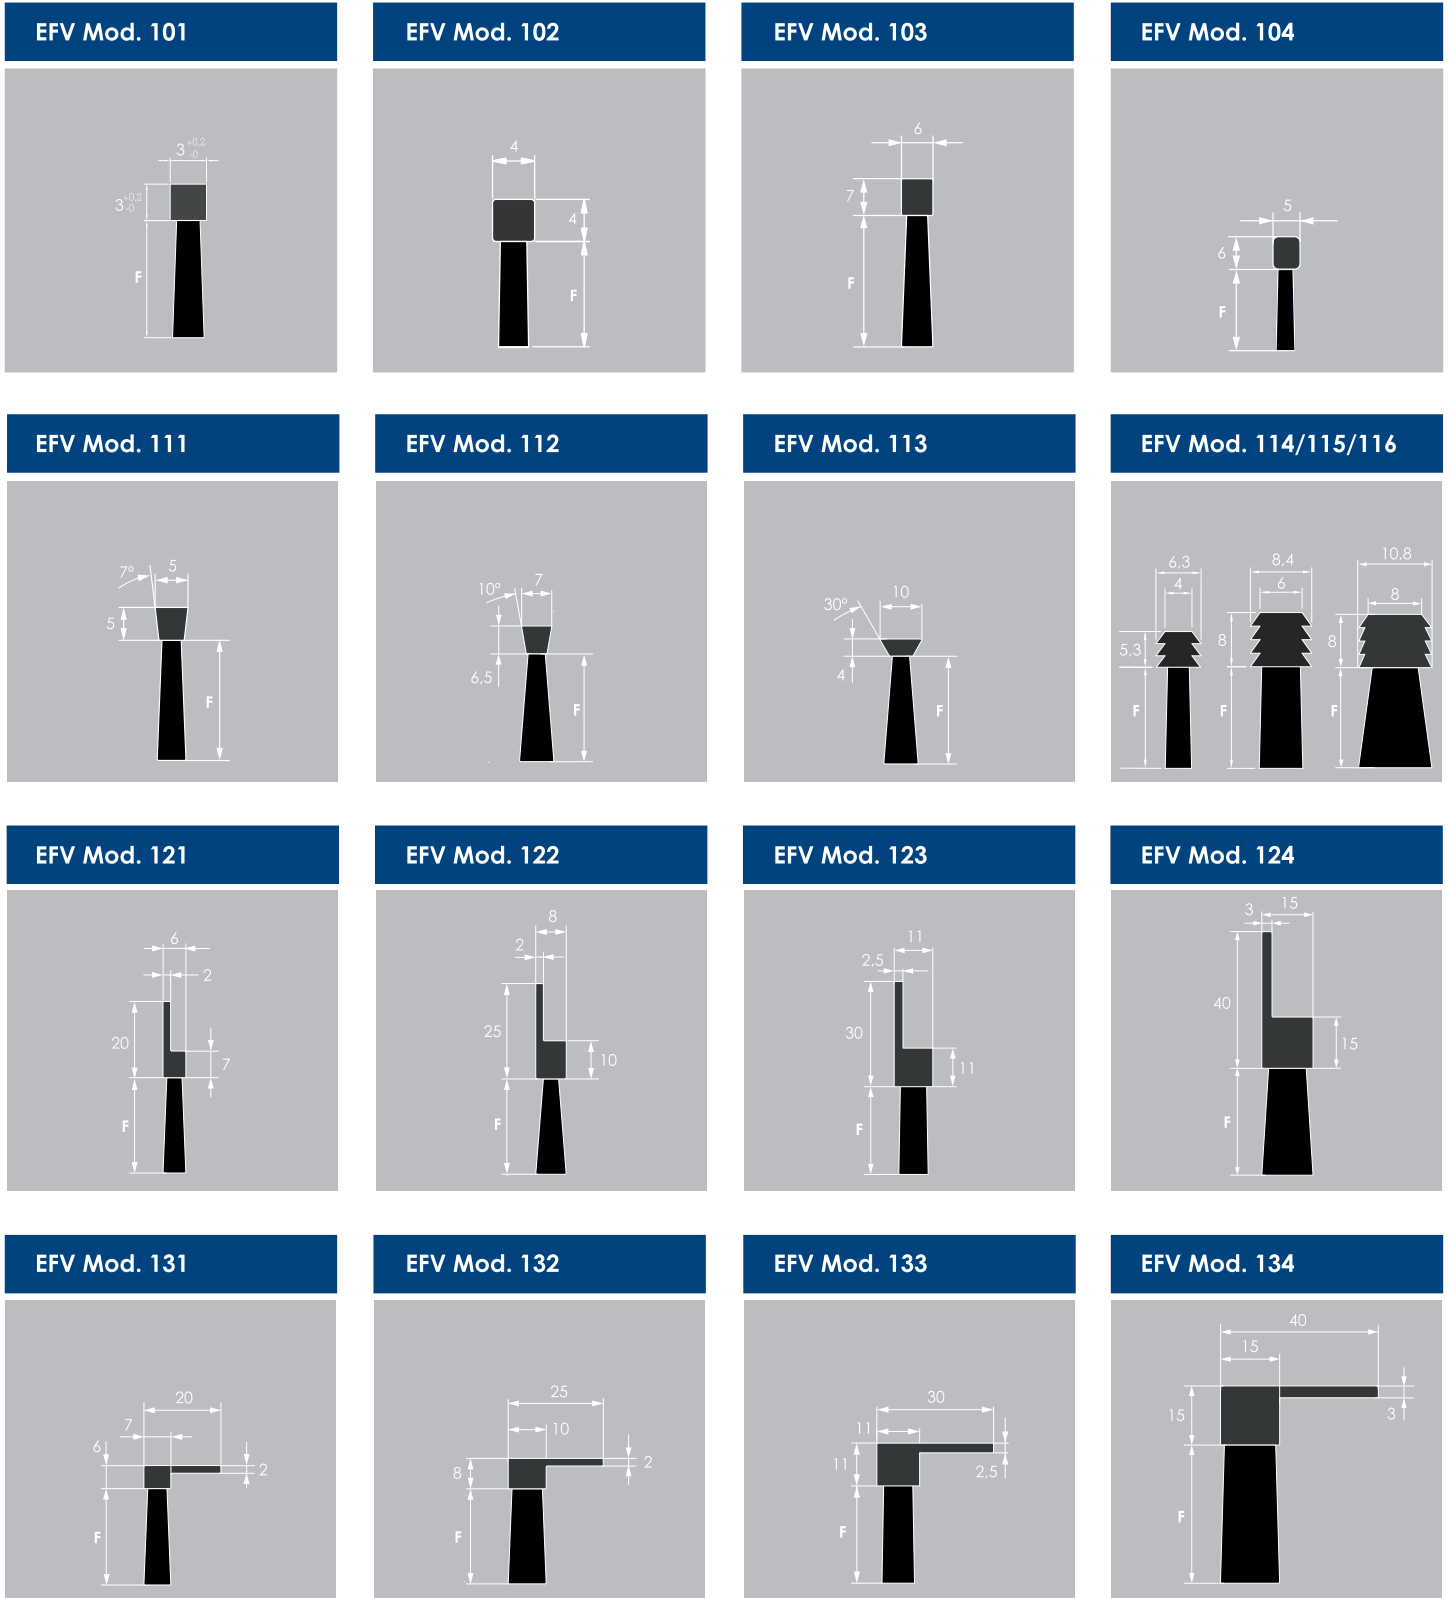 EFV Mod. 101
EFV Mod. 102
EFV Mod. 103
EFV Mod. 104
3 +0,2 -0
3 +0,2 -0
F
4
4
F
6
7
F
5
6
F
EFV Mod. 111
EFV Mod. 112
EFV Mod. 113
EFV Mod. 114/115/116
7°
5
5
F
10°
7
6,5
F
30°
10
4
F
6,3
4
5,3
F
8,4
6
8
F
10,8
8
8
F
EFV Mod. 121
EFV Mod. 122
EFV Mod. 123
EFV Mod. 124
6
2
20
7
F
8
2
25
10
F
11
2,5
30
11
F
3
15
40
15
F
EFV Mod. 131
EFV Mod. 132
EFV Mod. 133
EFV Mod. 134
20
7
6
2
F
25
10
8
2
F
30
11
11
2,5
F
40
15
15
3
F